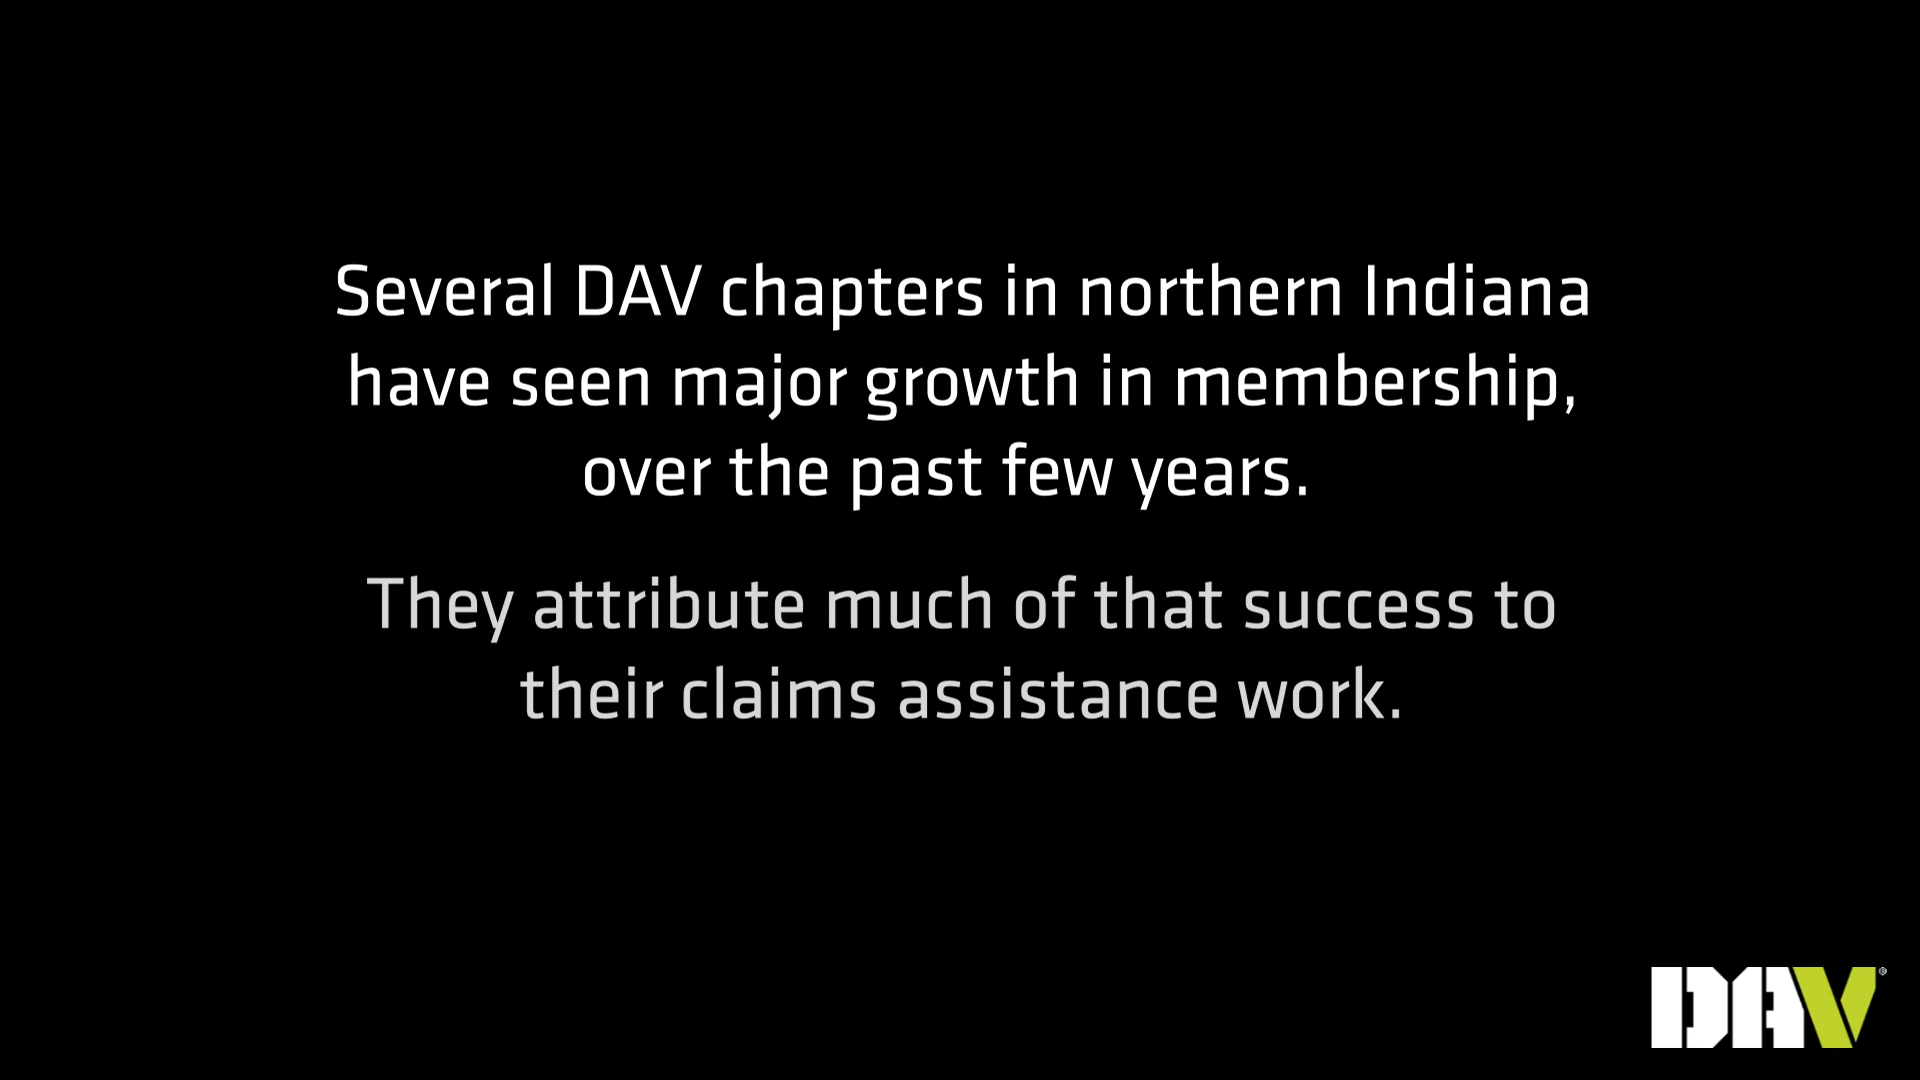 Several DAV chapters in northern Indiana
have seen major growth in membership,
over the past few years.
They attribute much of that success to
their claims assistance work.
DAV®